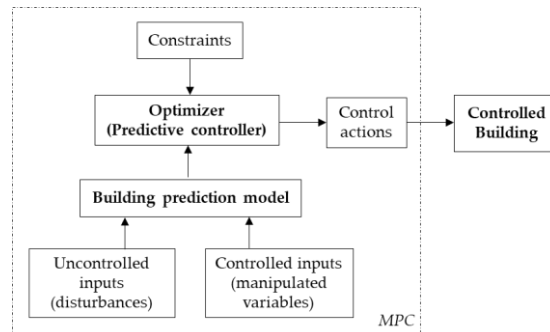 Constraints
Optimizer
(Predictive controller)
Control
actions
Controlled
Building
Building prediction model
Uncontrolled
inputs
(disturbances)
Controlled inputs
(manipulated
variables)
MPC